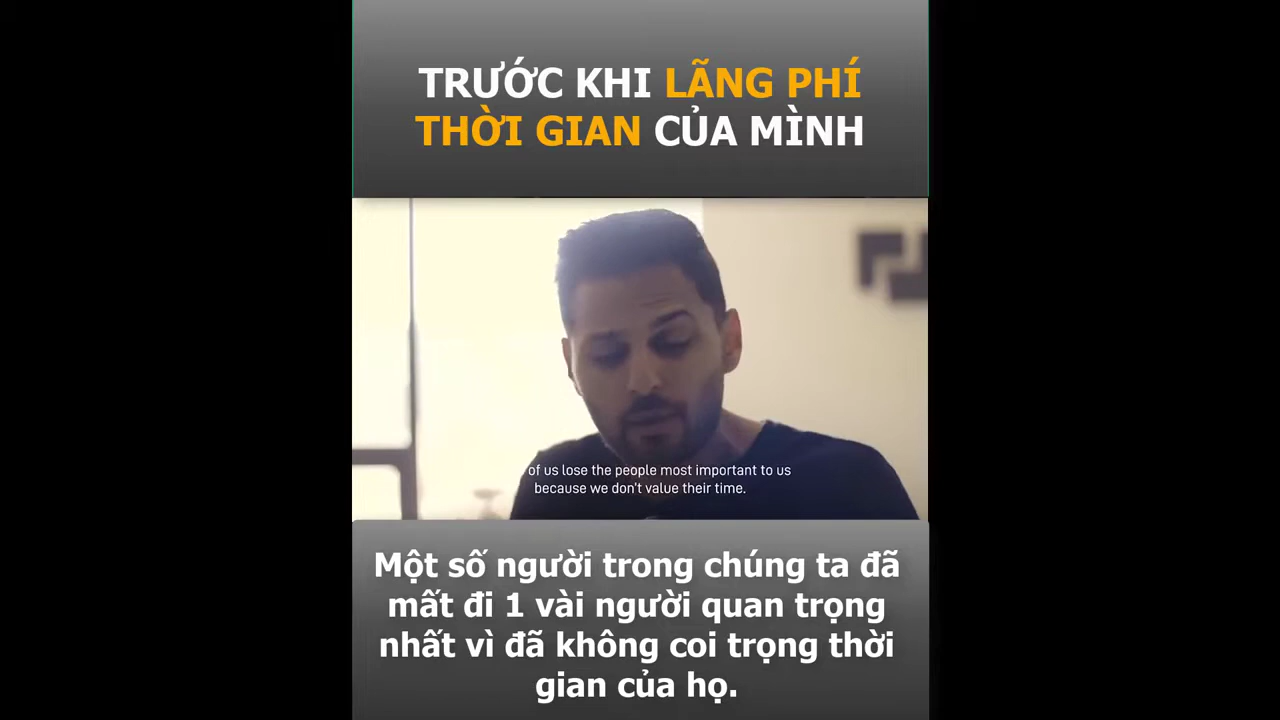 TRƯỚC KHI LÃNG PHÍ
THỜI GIAN CỦA MÌNH
of us lose the people most important to us
because we don't value their time.
Một số người trong chúng ta đã
mất đi 1 vài người quan trọng
nhất vì đã không coi trọng thời
gian của họ.